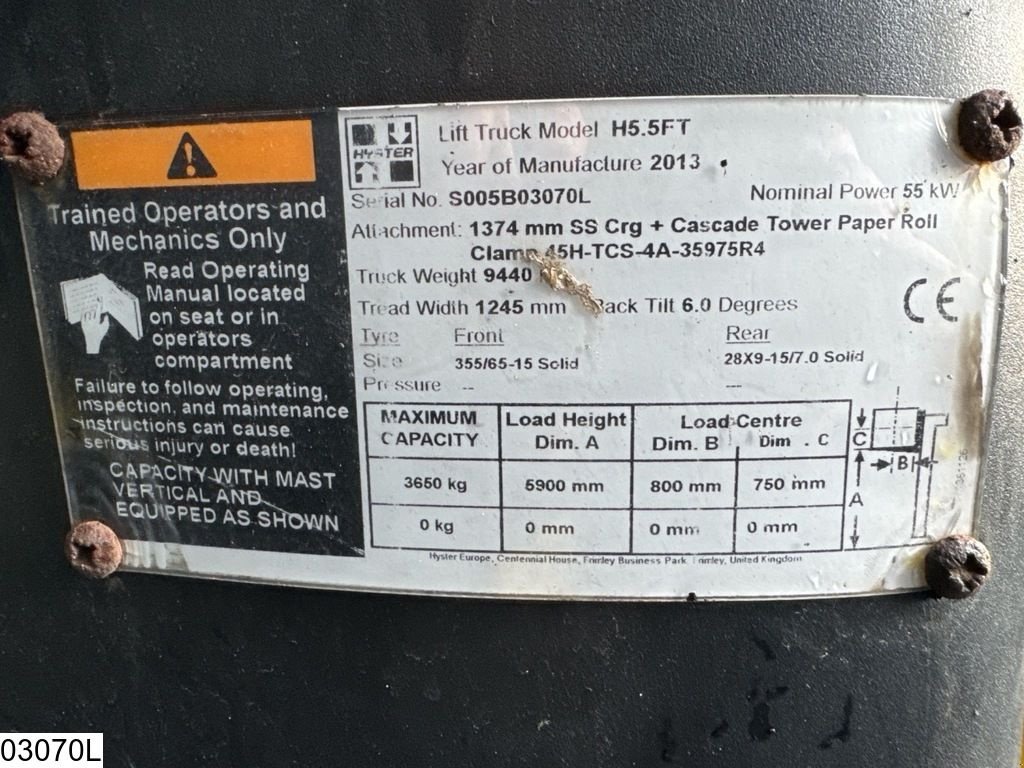 Trained Operators and
Mechanics Only
Read Operating
Manual located
on seat or in
operators
compartment
Failure to follow operating,
inspection, and maintenance
instructions can cause
serious injury or death!
CAPACITY WITH MAST
VERTICAL AND
EQUIPPED AS SHOWN
HYSTER
Lift Truck Model H5.5FT
Year of Manufacture 2013
Serial No. S005B03070L Nominal Power 55 kW
Attachment: 1374 mm SS Crg + Cascade Tower Paper Roll
Clamp 45H-TCS-4A-35975R4
Truck Weight 9440
Tread Width 1245 mm Back Tilt 6.0 Degrees
CE
Tyre Front Rear
Size 355/65-15 Solid 28X9-15/7.0 Solid
Pressure -- --
MAXIMUM CAPACITY Load Height Dim. A Load Centre Dim. B Dim. C
3650 kg 5900 mm 800 mm 750 mm
0 kg 0 mm 0 mm 0 mm
C
B
A
Hyster Europe, Centennial House, Frimley Business Park, Frimley, United Kingdom
03070L